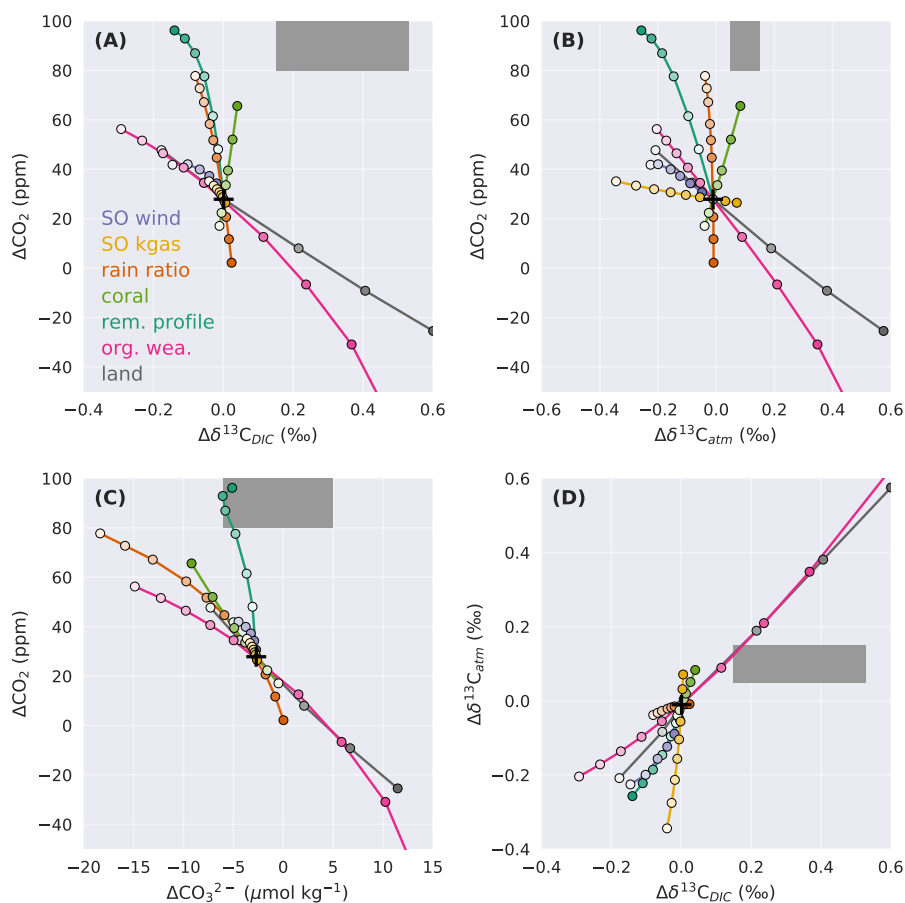 (A)
ΔCO₂ (ppm)
100
80
60
40
20
0
−20
−40
SO wind
SO kgas
rain ratio
coral
rem. profile
org. wea.
land
−0.4 −0.2 0.0 0.2 0.4 0.6
Δδ¹³C_DIC (‰)
(B)
ΔCO₂ (ppm)
100
80
60
40
20
0
−20
−40
−0.6 −0.4 −0.2 0.0 0.2 0.4 0.6
Δδ¹³C_atm (‰)
(C)
ΔCO₂ (ppm)
100
80
60
40
20
0
−20
−40
−20 −15 −10 −5 0 5 10 15
ΔCO₃²⁻ (μmol kg⁻¹)
(D)
Δδ¹³C_atm (‰)
0.6
0.4
0.2
0.0
−0.2
−0.4
−0.4 −0.2 0.0 0.2 0.4 0.6
Δδ¹³C_DIC (‰)